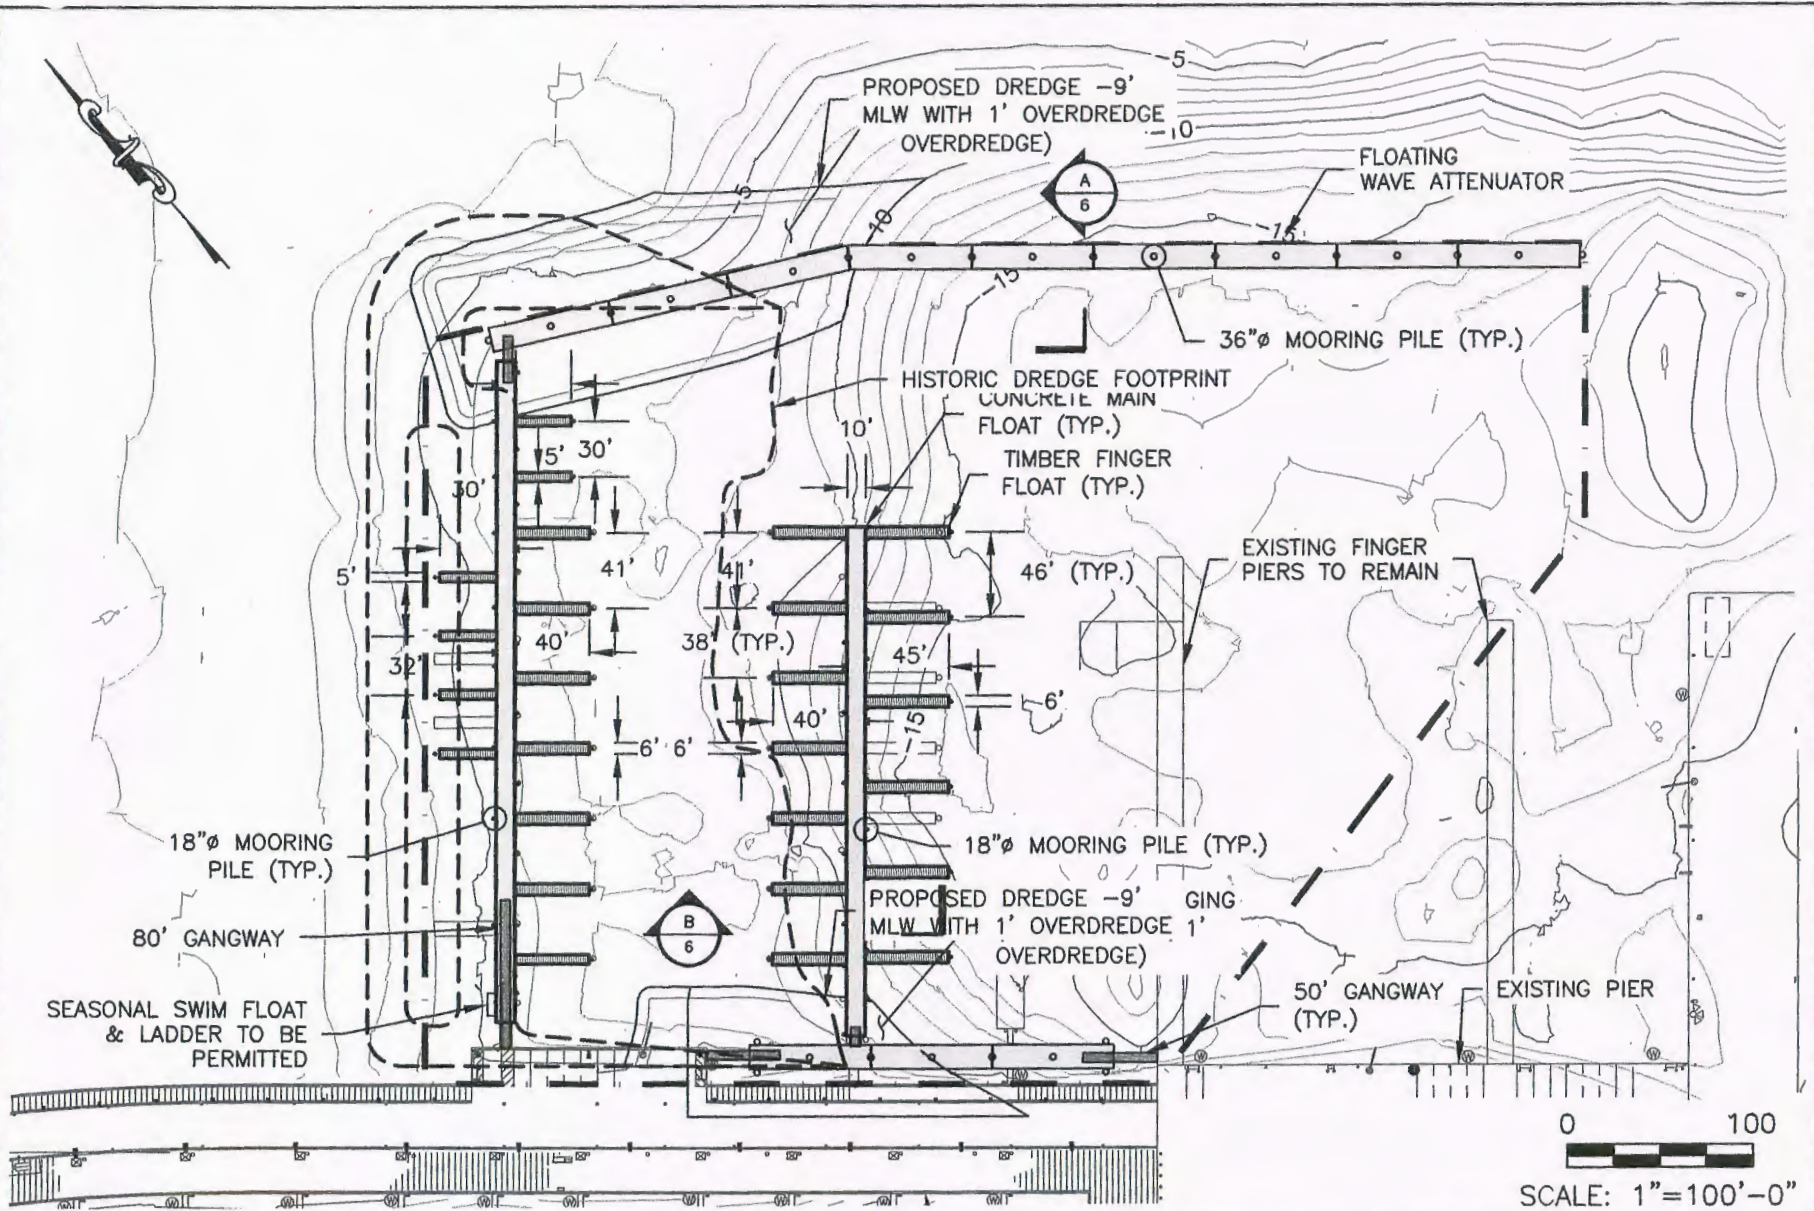 -5
PROPOSED DREDGE -9'
MLW WITH 1' OVERDREDGE
OVERDREDGE)
-10
FLOATING
WAVE ATTENUATOR
A
6
-5
-10
-15
-15
36"ø MOORING PILE (TYP.)
HISTORIC DREDGE FOOTPRINT
CONCRETE MAIN
FLOAT (TYP.)
10'
TIMBER FINGER
FLOAT (TYP.)
5'
30'
30'
41'
41'
46' (TYP.)
EXISTING FINGER
PIERS TO REMAIN
5'
40'
38' (TYP.)
45'
32'
6'
40'
-15
6'
6'
18"ø MOORING
PILE (TYP.)
18"ø MOORING PILE (TYP.)
PROPOSED DREDGE -9' GING
MLW WITH 1' OVERDREDGE 1'
OVERDREDGE)
B
6
80' GANGWAY
SEASONAL SWIM FLOAT
& LADDER TO BE
PERMITTED
50' GANGWAY
(TYP.)
EXISTING PIER
0 100
SCALE: 1"=100'-0"